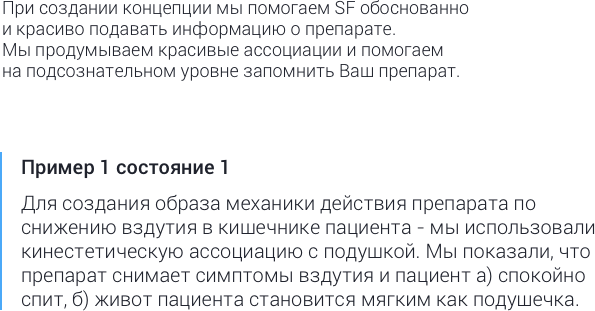 При создании концепции мы помогаем SF обоснованно
и красиво подавать информацию о препарате.
Мы продумываем красивые ассоциации и помогаем
на подсознательном уровне запомнить Ваш препарат.
Пример 1 состояние 1
Для создания образа механики действия препарата по
снижению вздутия в кишечнике пациента - мы использовали
кинестетическую ассоциацию с подушкой. Мы показали, что
препарат снимает симптомы вздутия и пациент а) спокойно
спит, б) живот пациента становится мягким как подушечка.